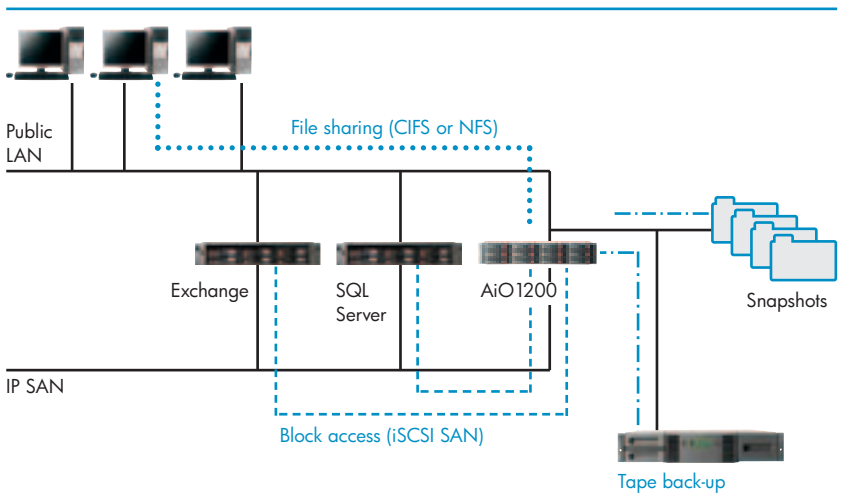 File sharing (CIFS or NFS)
Public
LAN
Exchange
SQL
Server
AiO1200
Snapshots
IP SAN
Block access (iSCSI SAN)
Tape back-up